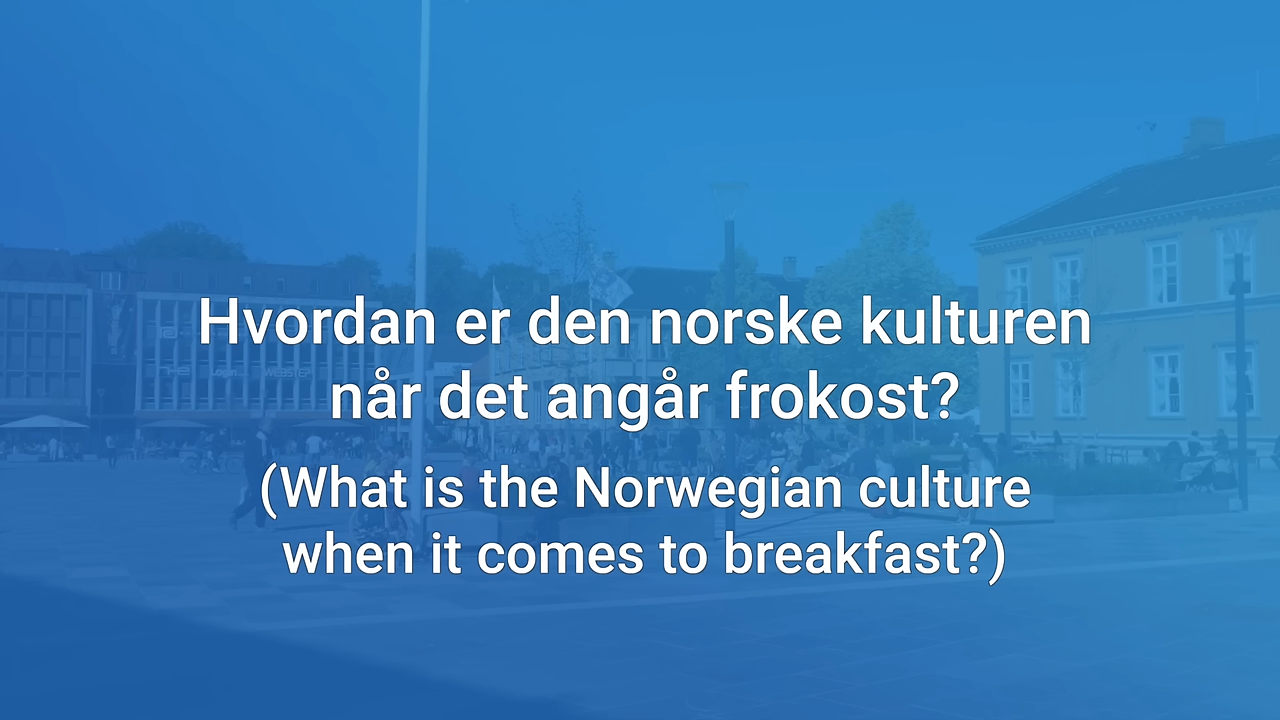 Hvordan er den norske kulturen
når det angår frokost?
(What is the Norwegian culture
when it comes to breakfast?)